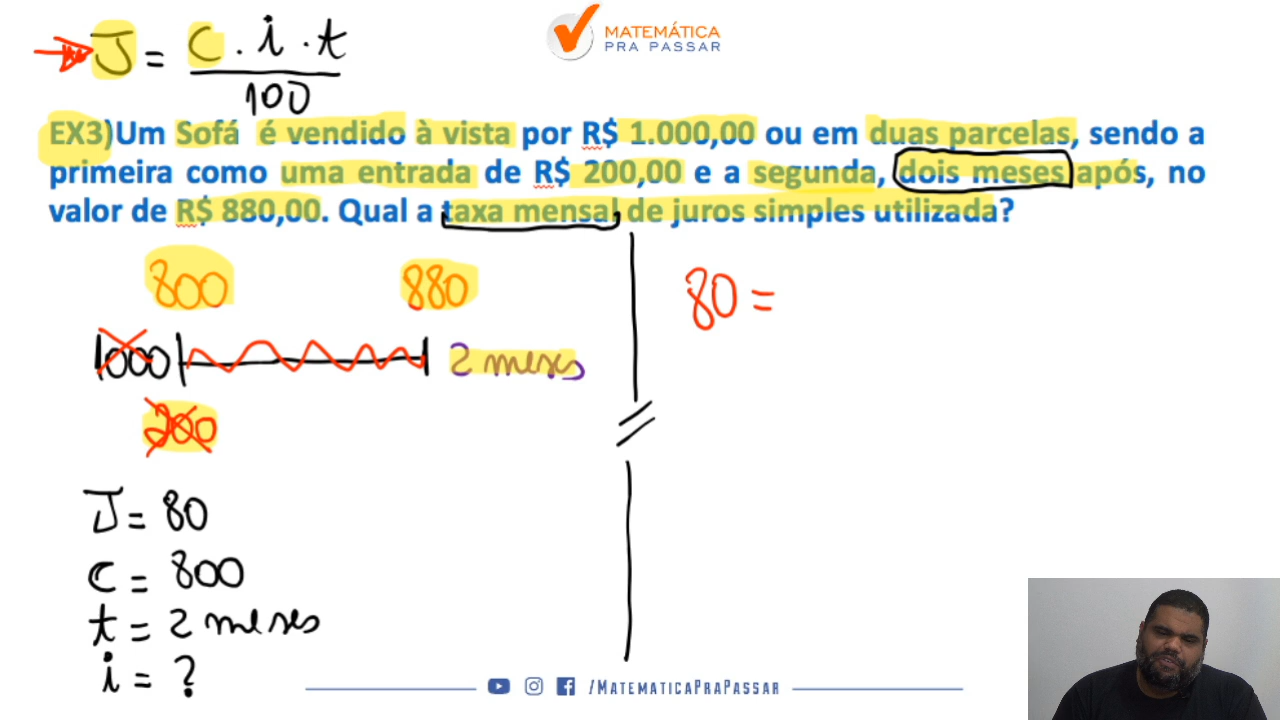 J = C . i . t
100
MATEMÁTICA
PRA PASSAR
EX3)Um Sofá é vendido à vista por R$ 1.000,00 ou em duas parcelas, sendo a
primeira como uma entrada de R$ 200,00 e a segunda, dois meses após, no
valor de R$ 880,00. Qual a taxa mensal de juros simples utilizada?
800 880
80 =
1000 2 meses
200
J = 80
C = 800
t = 2 meses
i = ?
/MatematicaPraPassar